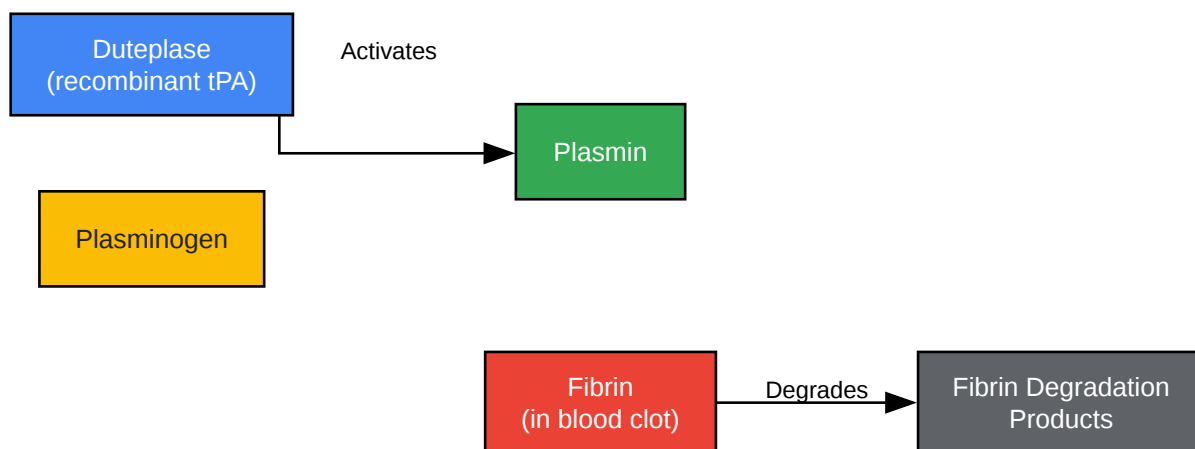 Duteplase
(recombinant tPA)
Activates
Plasmin
Plasminogen
Fibrin
(in blood clot)
Degrades
Fibrin Degradation
Products